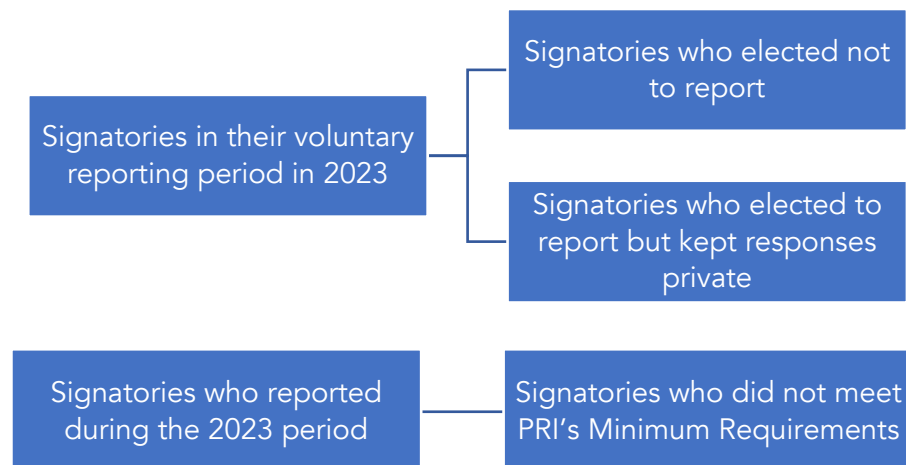 Signatories in their voluntary
reporting period in 2023
Signatories who elected not
to report
Signatories who elected to
report but kept responses
private
Signatories who reported
during the 2023 period
Signatories who did not meet
PRI’s Minimum Requirements